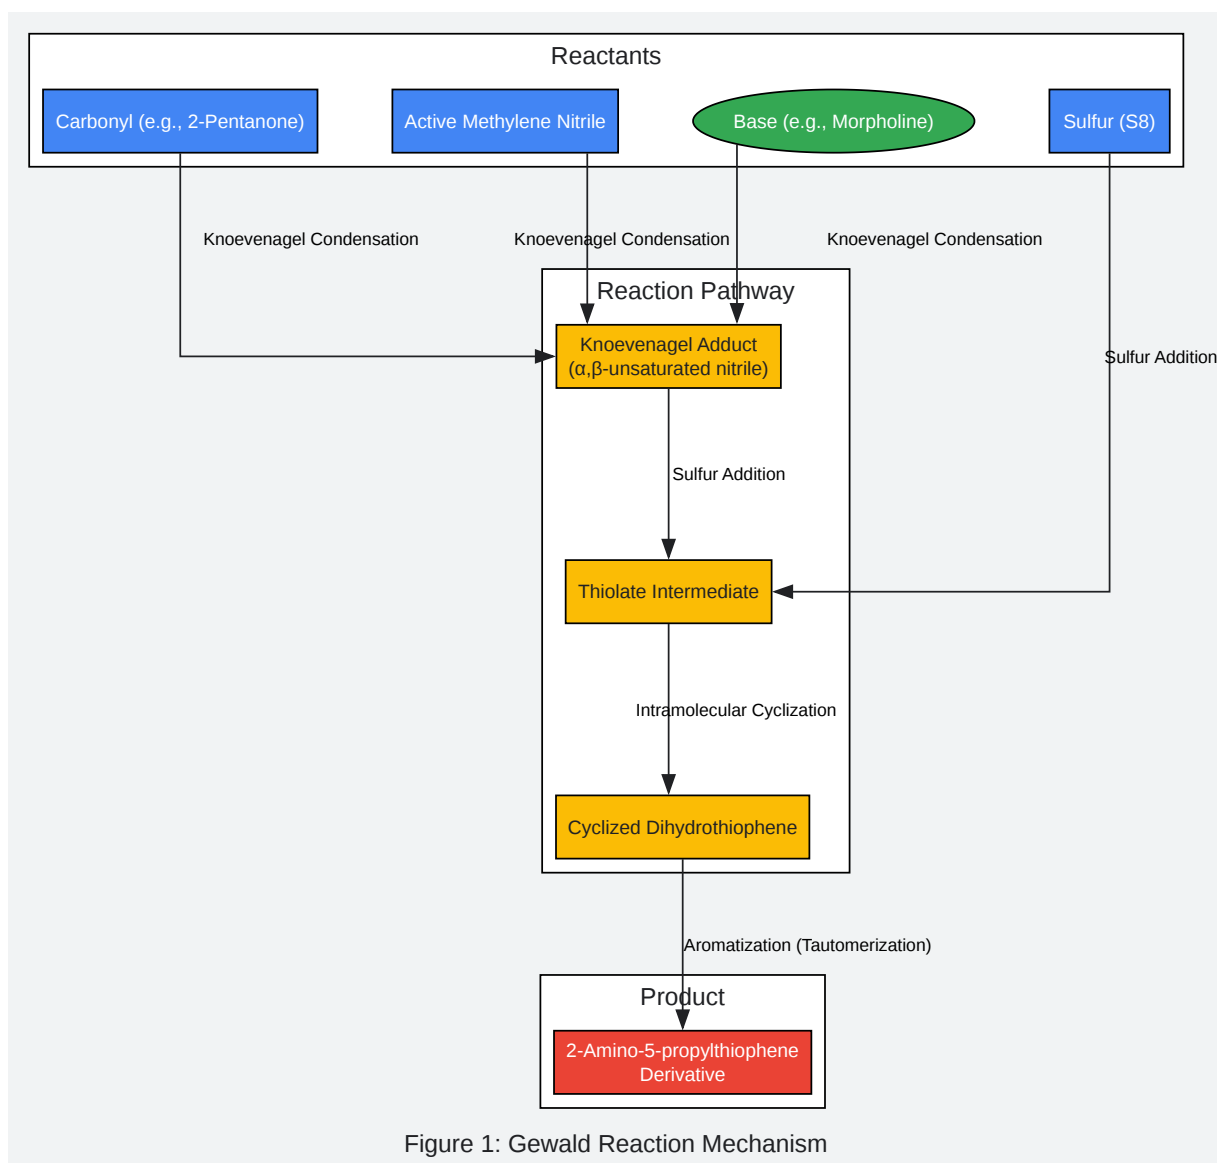 Reactants
Carbonyl (e.g., 2-Pentanone)
Active Methylene Nitrile
Base (e.g., Morpholine)
Sulfur (S8)
Knoevenagel Condensation
Knoevenagel Condensation
Knoevenagel Condensation
Reaction Pathway
Knoevenagel Adduct
(α,β-unsaturated nitrile)
Sulfur Addition
Sulfur Addition
Thiolate Intermediate
Intramolecular Cyclization
Cyclized Dihydrothiophene
Aromatization (Tautomerization)
Product
2-Amino-5-propylthiophene
Derivative
Figure 1: Gewald Reaction Mechanism